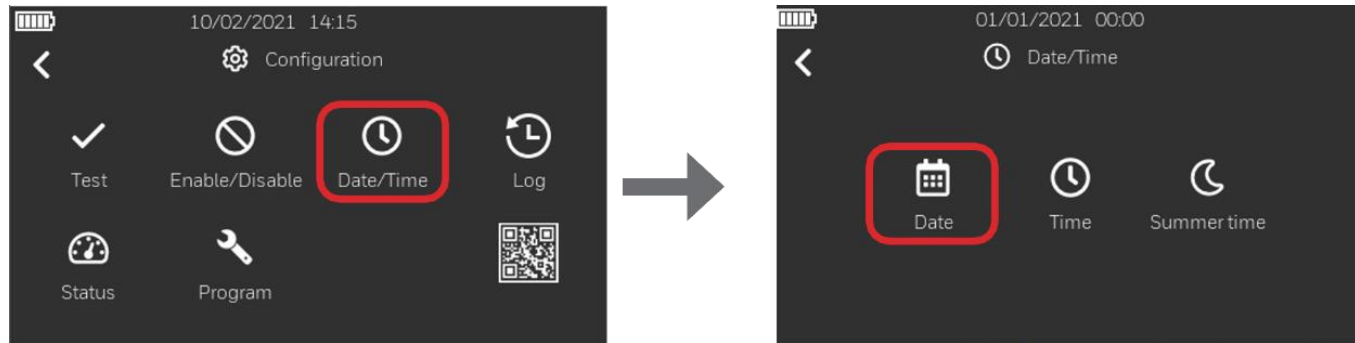 10/02/2021 14:15
Configuration
Test
Enable/Disable
Date/Time
Log
Status
Program
01/01/2021 00:00
Date/Time
Date
Time
Summer time